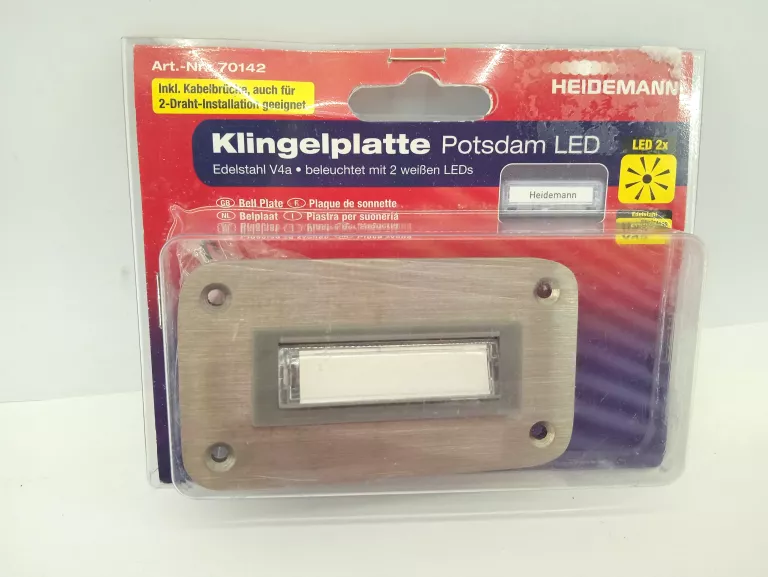 Art.-Nr.: 70142
Inkl. Kabelbrücke, auch für
2-Draht-Installation geeignet
HEIDEMANN
Klingelplatte Potsdam LED
Edelstahl V4a • beleuchtet mit 2 weißen LEDs
LED 2x
Heidemann
GB Bell Plate F Plaque de sonnette
NL Belplaat I Piastra per suoneria
Edelstahl